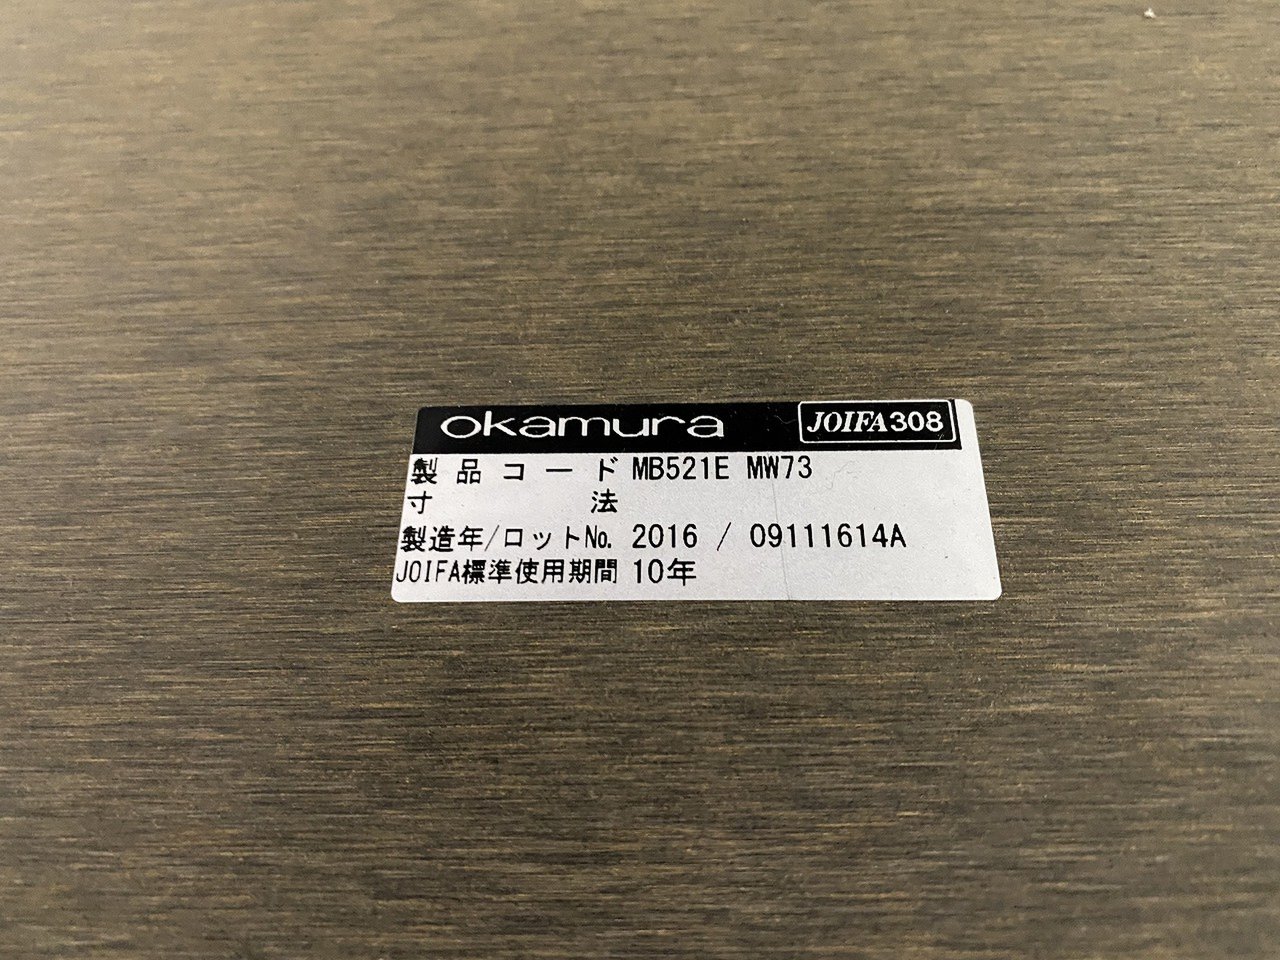 okamura JOIFA308
製品コード MB521E MW73
寸法
製造年/ロットNo. 2016 / 09111614A
JOIFA標準使用期間 10年